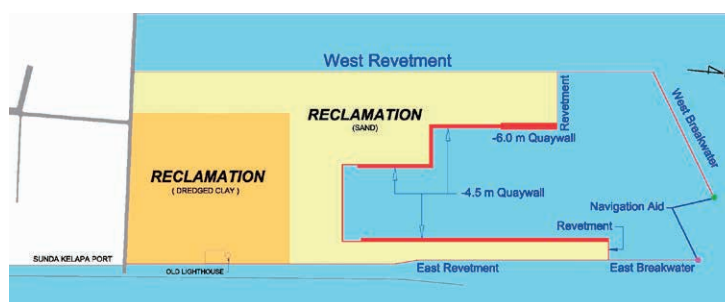 West Revetment
RECLAMATION
(SAND)
Revetment
West Breakwater
-6.0 m Quaywall
RECLAMATION
( DREDGED CLAY )
-4.5 m Quaywall
Navigation Aid
Revetment
SUNDA KELAPA PORT
OLD LIGHTHOUSE
East Revetment
East Breakwater